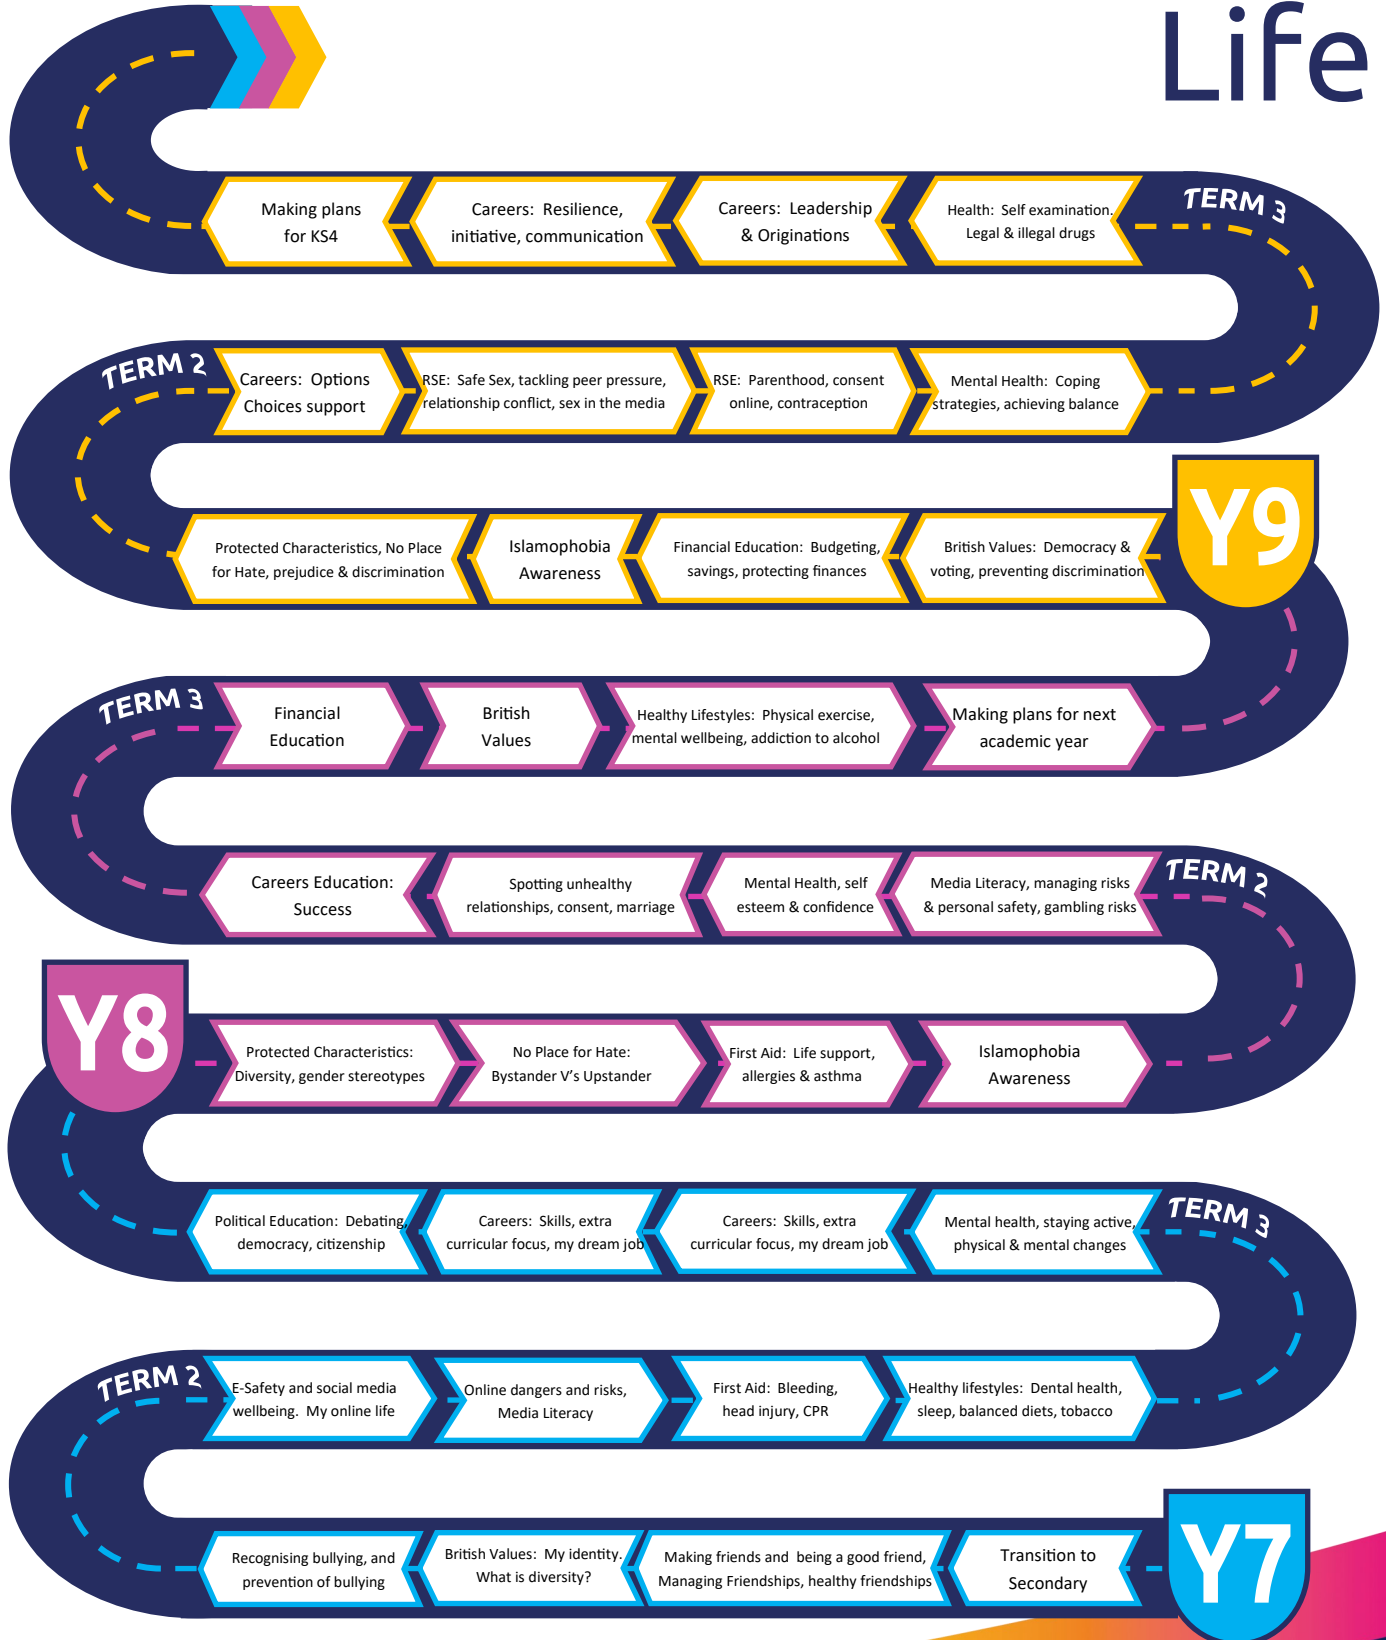 Life
Making plans
for KS4
Careers: Resilience,
initiative, communication
Careers: Leadership
& Originations
Health: Self examination.
Legal & illegal drugs
TERM 3
TERM 2
Careers: Options
Choices support
RSE: Safe Sex, tackling peer pressure,
relationship conflict, sex in the media
RSE: Parenthood, consent
online, contraception
Mental Health: Coping
strategies, achieving balance
Y9
Protected Characteristics, No Place
for Hate, prejudice & discrimination
Islamophobia
Awareness
Financial Education: Budgeting,
savings, protecting finances
British Values: Democracy &
voting, preventing discrimination
TERM 3
Financial
Education
British
Values
Healthy Lifestyles: Physical exercise,
mental wellbeing, addiction to alcohol
Making plans for next
academic year
Careers Education:
Success
Spotting unhealthy
relationships, consent, marriage
Mental Health, self
esteem & confidence
Media Literacy, managing risks
& personal safety, gambling risks
TERM 2
Y8
Protected Characteristics:
Diversity, gender stereotypes
No Place for Hate:
Bystander V's Upstander
First Aid: Life support,
allergies & asthma
Islamophobia
Awareness
Political Education: Debating,
democracy, citizenship
Careers: Skills, extra
curricular focus, my dream job
Careers: Skills, extra
curricular focus, my dream job
Mental health, staying active,
physical & mental changes
TERM 3
TERM 2
E-Safety and social media
wellbeing. My online life
Online dangers and risks,
Media Literacy
First Aid: Bleeding,
head injury, CPR
Healthy lifestyles: Dental health,
sleep, balanced diets, tobacco
Recognising bullying, and
prevention of bullying
British Values: My identity.
What is diversity?
Making friends and being a good friend,
Managing Friendships, healthy friendships
Transition to
Secondary
Y7